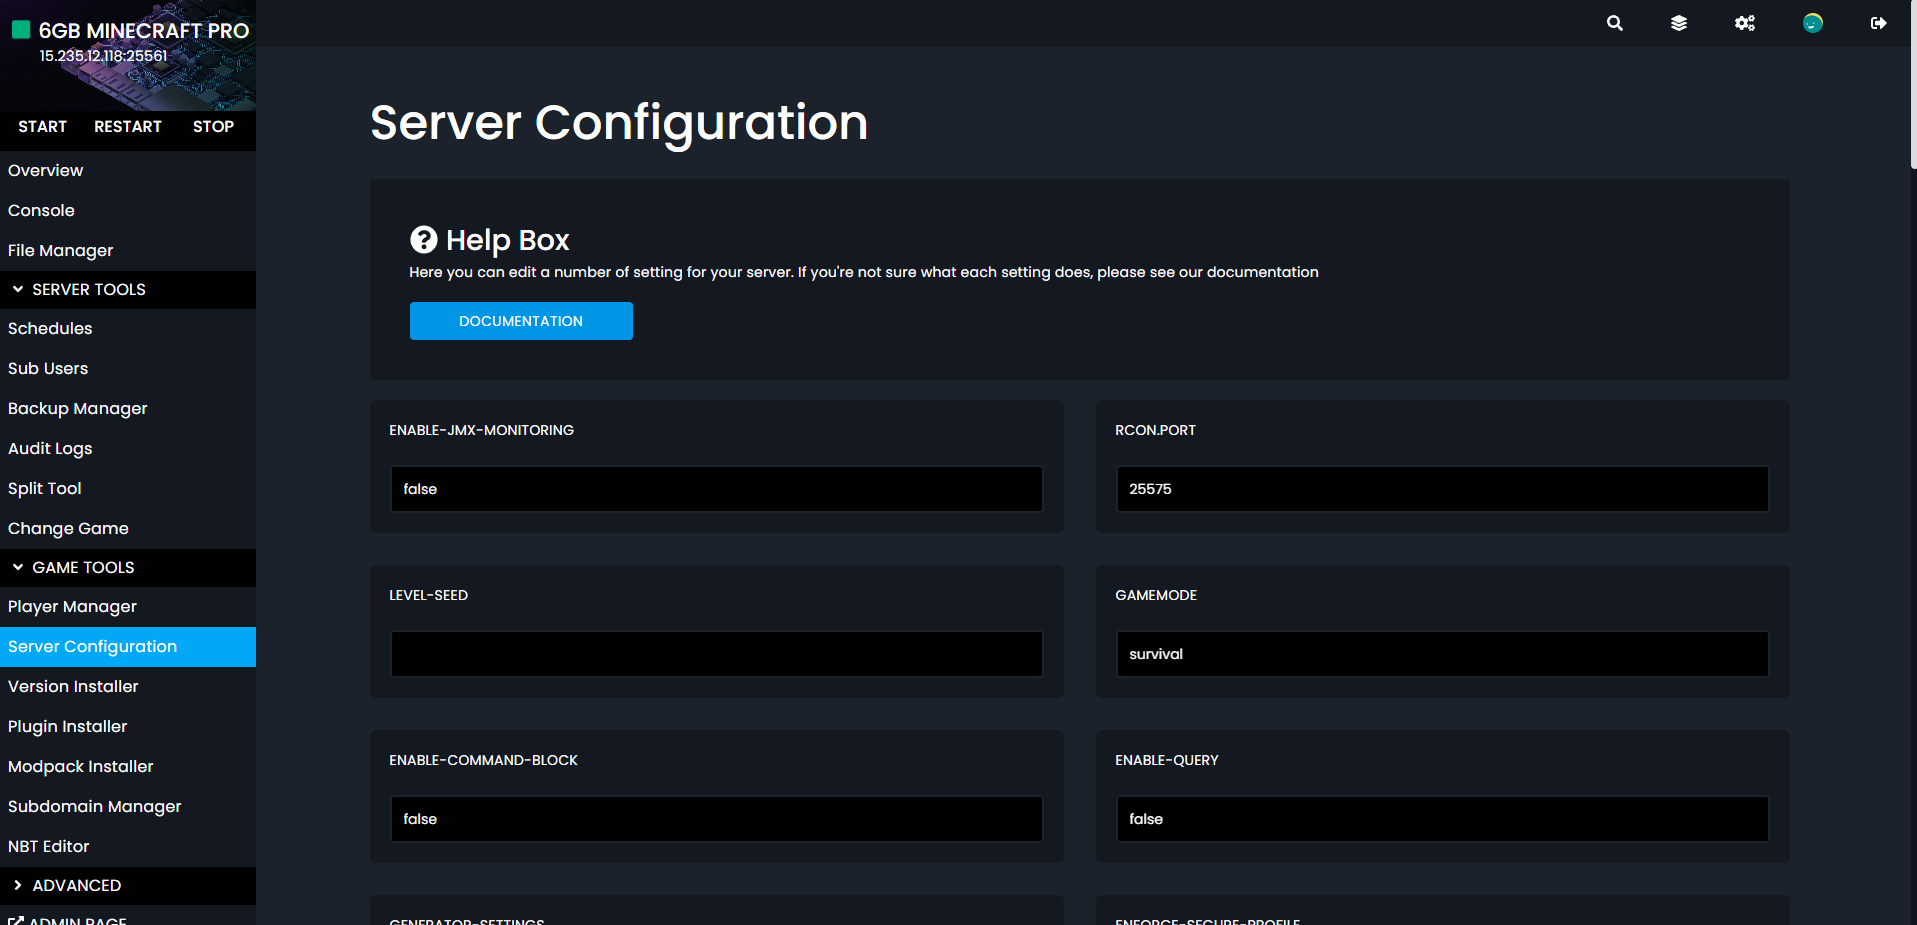 6GB MINECRAFT PRO
15.235.12.118:25561
START RESTART STOP
Overview
Console
File Manager
SERVER TOOLS
Schedules
Sub Users
Backup Manager
Audit Logs
Split Tool
Change Game
GAME TOOLS
Player Manager
Server Configuration
Version Installer
Plugin Installer
Modpack Installer
Subdomain Manager
NBT Editor
ADVANCED
ADMIN PAGE
Server Configuration
Help Box
Here you can edit a number of setting for your server. If you're not sure what each setting does, please see our documentation
DOCUMENTATION
ENABLE-JMX-MONITORING
false
RCON.PORT
25575
LEVEL-SEED
GAMEMODE
survival
ENABLE-COMMAND-BLOCK
false
ENABLE-QUERY
false
GENERATOR-SETTINGS
ENFORCE-SECURE-PROFILE